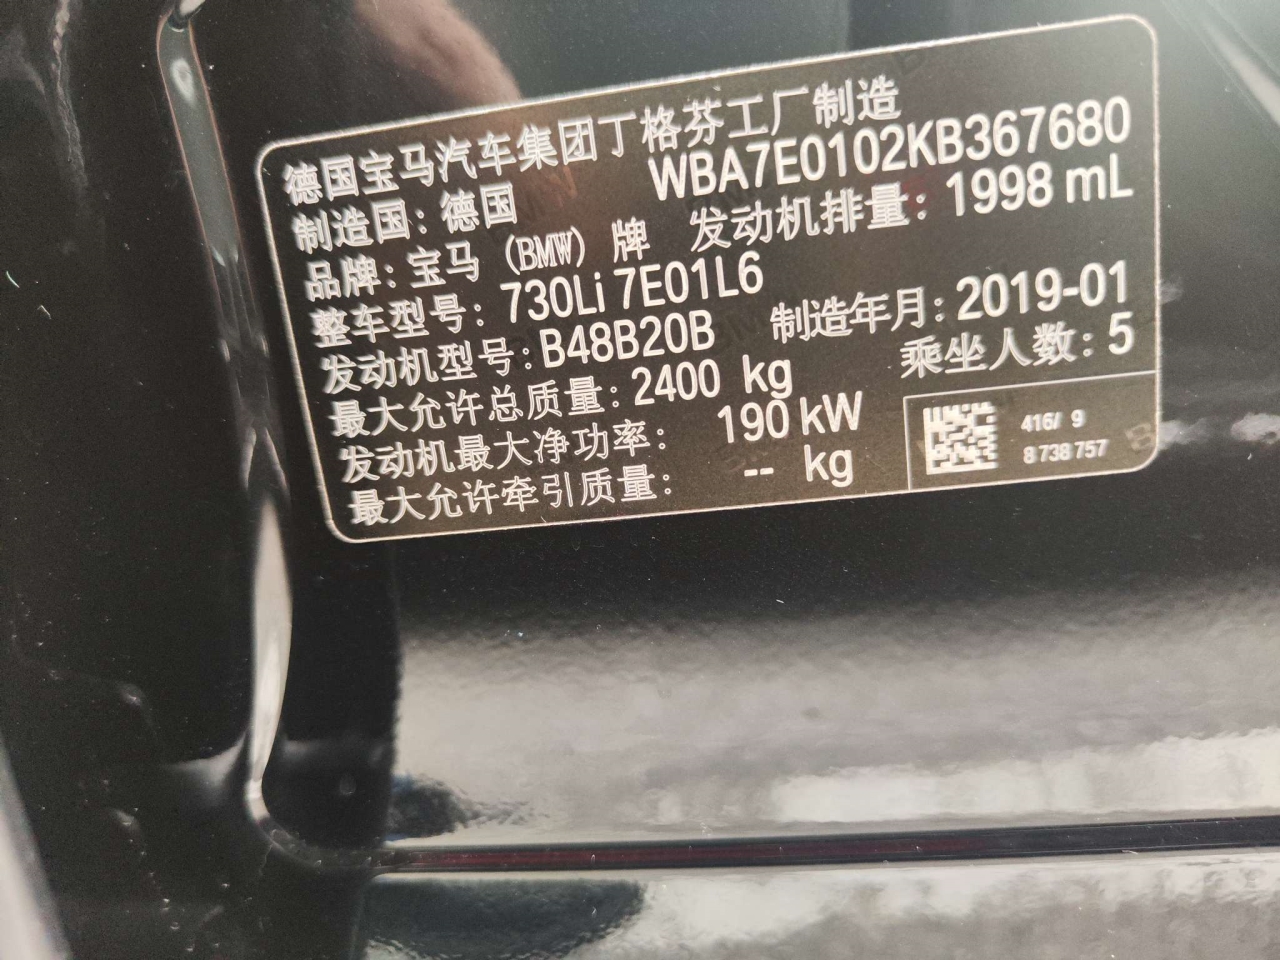 德国宝马汽车集团丁格芬工厂制造
制造国：德国 WBA7E0102KB367680
品牌：宝马（BMW）牌 发动机排量：1998 mL
整车型号：730Li 7E01L6
发动机型号：B48B20B 制造年月：2019-01
最大允许总质量：2400 kg 乘坐人数：5
发动机最大净功率： 190 kW
最大允许牵引质量： -- kg
416/ 9
8 738 757